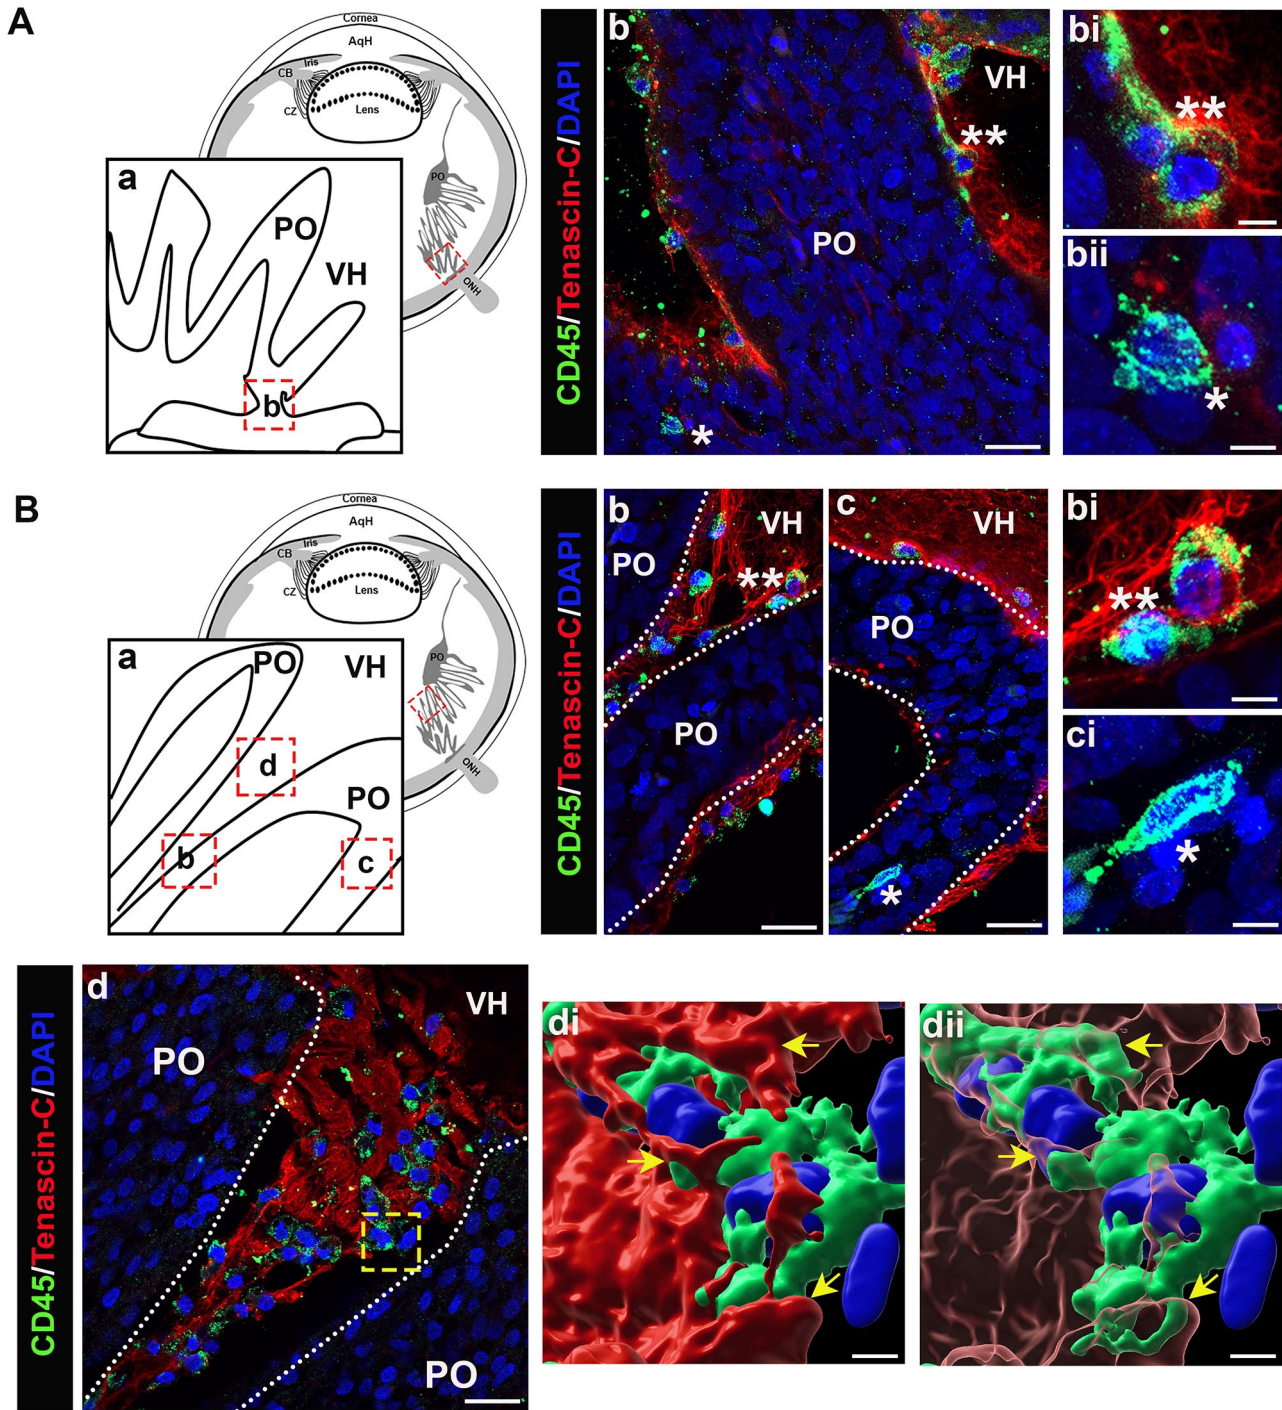 A
Cornea
AqH
Iris
CB
CZ
Lens
PO
ONH
a
PO
VH
b
CD45/Tenascin-C/DAPI
b
VH
**
PO
*
bi
**
bii
*
B
Cornea
AqH
Iris
CB
CZ
Lens
PO
ONH
a
PO
VH
d
PO
b
c
CD45/Tenascin-C/DAPI
b
VH
PO
**
PO
c
VH
PO
*
bi
**
ci
*
CD45/Tenascin-C/DAPI
d
VH
PO
PO
di
dii